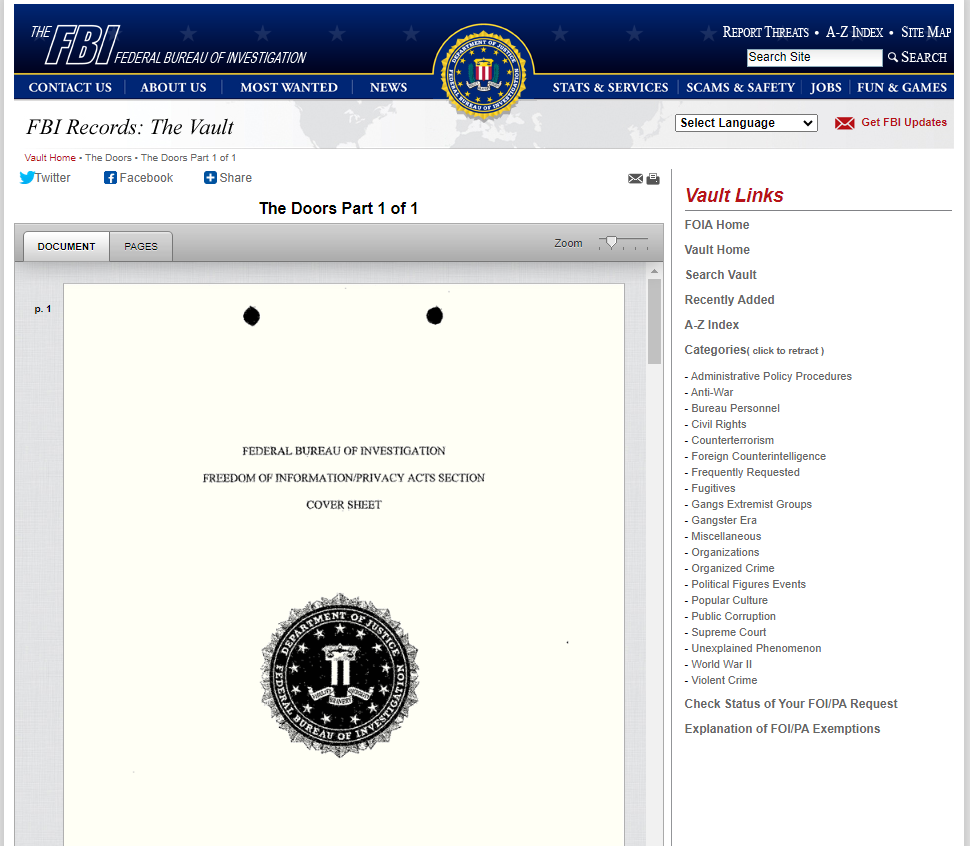 THE FBI FEDERAL BUREAU OF INVESTIGATION
REPORT THREATS • A-Z INDEX • SITE MAP
Search Site SEARCH
CONTACT US ABOUT US MOST WANTED NEWS STATS & SERVICES SCAMS & SAFETY JOBS FUN & GAMES
DEPARTMENT OF JUSTICE
FEDERAL BUREAU OF INVESTIGATION
FBI Records: The Vault
Select Language Get FBI Updates
Vault Home • The Doors • The Doors Part 1 of 1
Twitter Facebook Share
The Doors Part 1 of 1
DOCUMENT PAGES Zoom
p. 1
FEDERAL BUREAU OF INVESTIGATION
FREEDOM OF INFORMATION/PRIVACY ACTS SECTION
COVER SHEET
DEPARTMENT OF JUSTICE
FEDERAL BUREAU OF INVESTIGATION
Vault Links
FOIA Home
Vault Home
Search Vault
Recently Added
A-Z Index
Categories( click to retract )
- Administrative Policy Procedures
- Anti-War
- Bureau Personnel
- Civil Rights
- Counterterrorism
- Foreign Counterintelligence
- Frequently Requested
- Fugitives
- Gangs Extremist Groups
- Gangster Era
- Miscellaneous
- Organizations
- Organized Crime
- Political Figures Events
- Popular Culture
- Public Corruption
- Supreme Court
- Unexplained Phenomenon
- World War II
- Violent Crime
Check Status of Your FOI/PA Request
Explanation of FOI/PA Exemptions